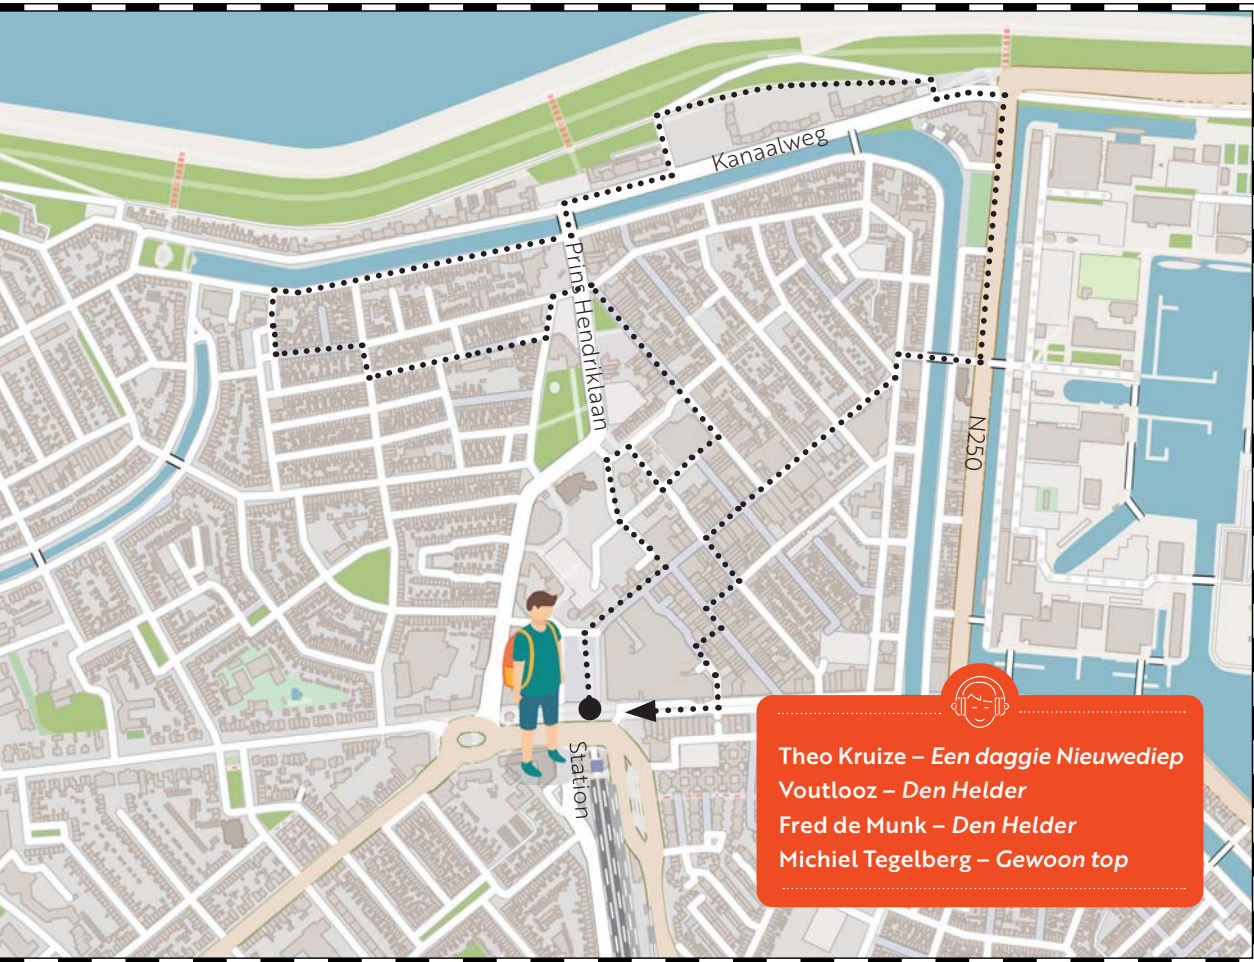 Kanaalweg
Prins Hendriklaan
N250
Station
Theo Kruize – Een daggie Nieuwediep
Voutlooz – Den Helder
Fred de Munk – Den Helder
Michiel Tegelberg – Gewoon top